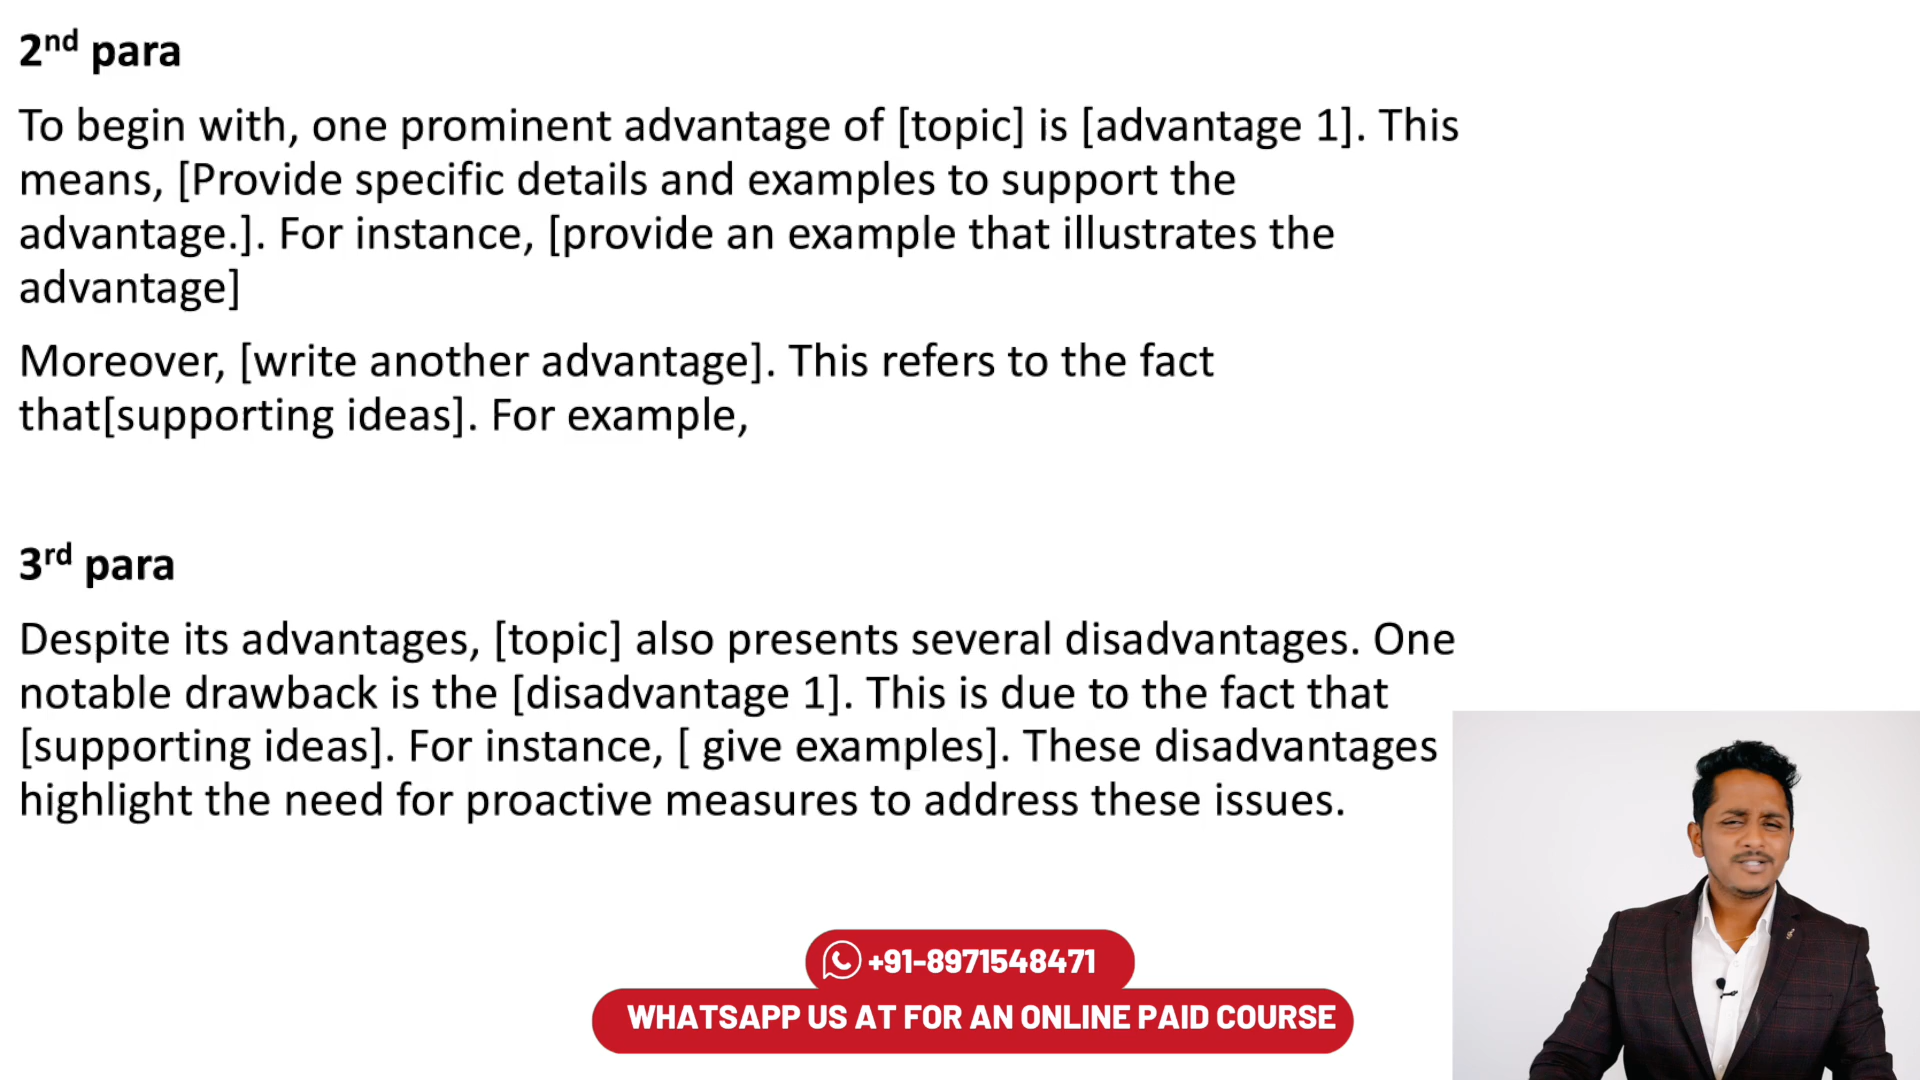 2nd para
To begin with, one prominent advantage of [topic] is [advantage 1]. This
means, [Provide specific details and examples to support the
advantage.]. For instance, [provide an example that illustrates the
advantage]
Moreover, [write another advantage]. This refers to the fact
that[supporting ideas]. For example,
3rd para
Despite its advantages, [topic] also presents several disadvantages. One
notable drawback is the [disadvantage 1]. This is due to the fact that
[supporting ideas]. For instance, [ give examples]. These disadvantages
highlight the need for proactive measures to address these issues.
+91-8971548471
WHATSAPP US AT FOR AN ONLINE PAID COURSE